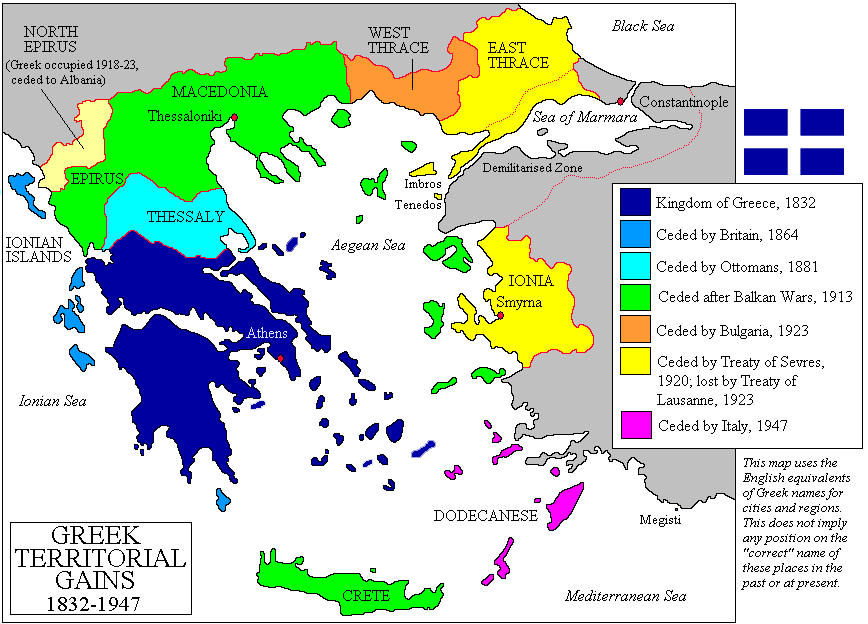 Black Sea
NORTH
EPIRUS
(Greek occupied 1918-23,
ceded to Albania)
WEST
THRACE
EAST
THRACE
MACEDONIA
Thessaloniki
Constantinople
Sea of Marmara
Demilitarised Zone
EPIRUS
Imbros
Tenedos
THESSALY
IONIAN
ISLANDS
Aegean Sea
IONIA
Smyrna
Athens
Ionian Sea
Kingdom of Greece, 1832
Ceded by Britain, 1864
Ceded by Ottomans, 1881
Ceded after Balkan Wars, 1913
Ceded by Bulgaria, 1923
Ceded by Treaty of Sevres,
1920; lost by Treaty of
Lausanne, 1923
Ceded by Italy, 1947
This map uses the
English equivalents
of Greek names for
cities and regions.
This does not imply
any position on the
"correct" name of
these places in the
past or at present.
DODECANESE
Megisti
GREEK
TERRITORIAL
GAINS
1832-1947
CRETE
Mediterranean Sea